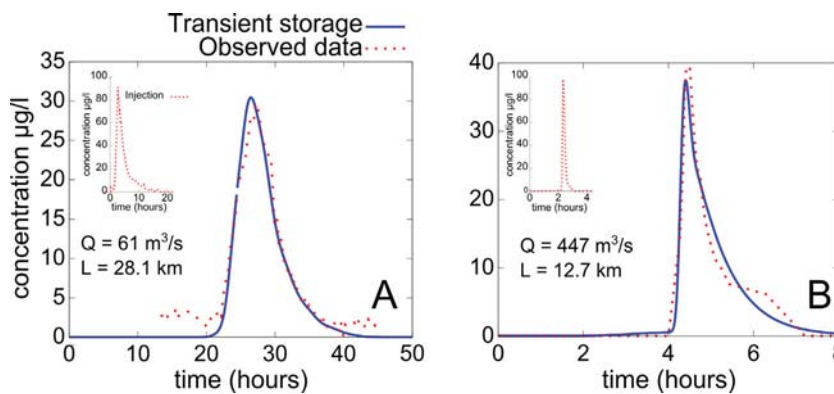 Transient storage
Observed data
35
30
25
20
15
10
5
0
0 10 20 30 40 50
concentration µg/l
time (hours)
100
80
60
40
20
0
0 10 20
concentration µg/l
time (hours)
Injection
Q = 61 m³/s
L = 28.1 km
A
40
30
20
10
0
0 2 4 6 8
time (hours)
100
80
60
40
20
0
0 2 4
concentration µg/l
time (hours)
Q = 447 m³/s
L = 12.7 km
B